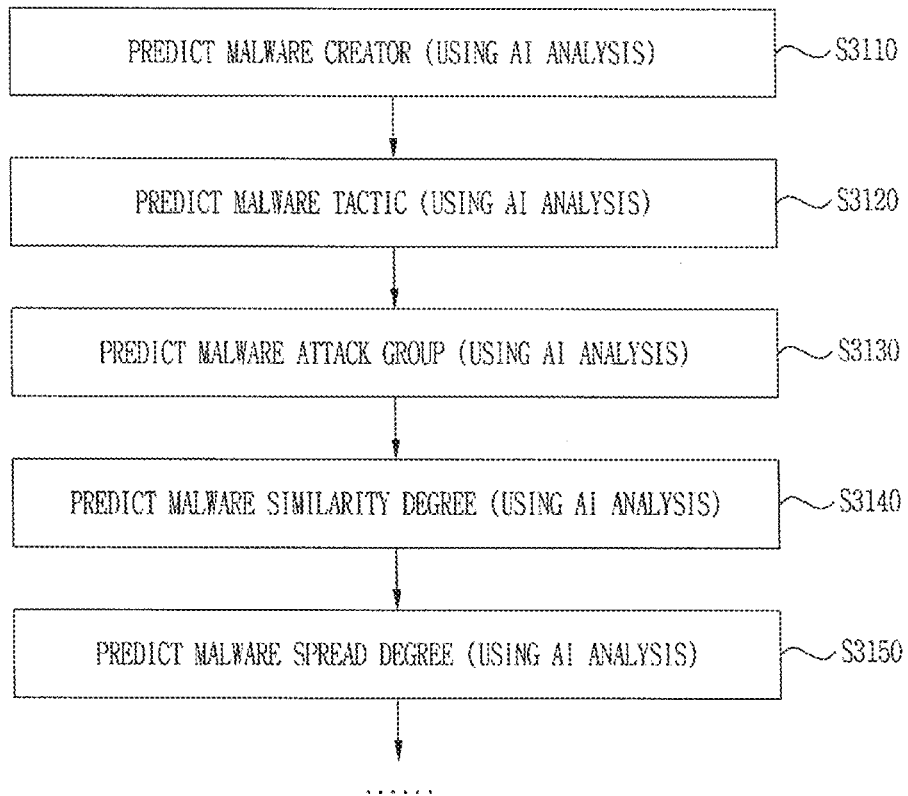 PREDICT MALWARE CREATOR (USING AI ANALYSIS) S3110
PREDICT MALWARE TACTIC (USING AI ANALYSIS) S3120
PREDICT MALWARE ATTACK GROUP (USING AI ANALYSIS) S3130
PREDICT MALWARE SIMILARITY DEGREE (USING AI ANALYSIS) S3140
PREDICT MALWARE SPREAD DEGREE (USING AI ANALYSIS) S3150